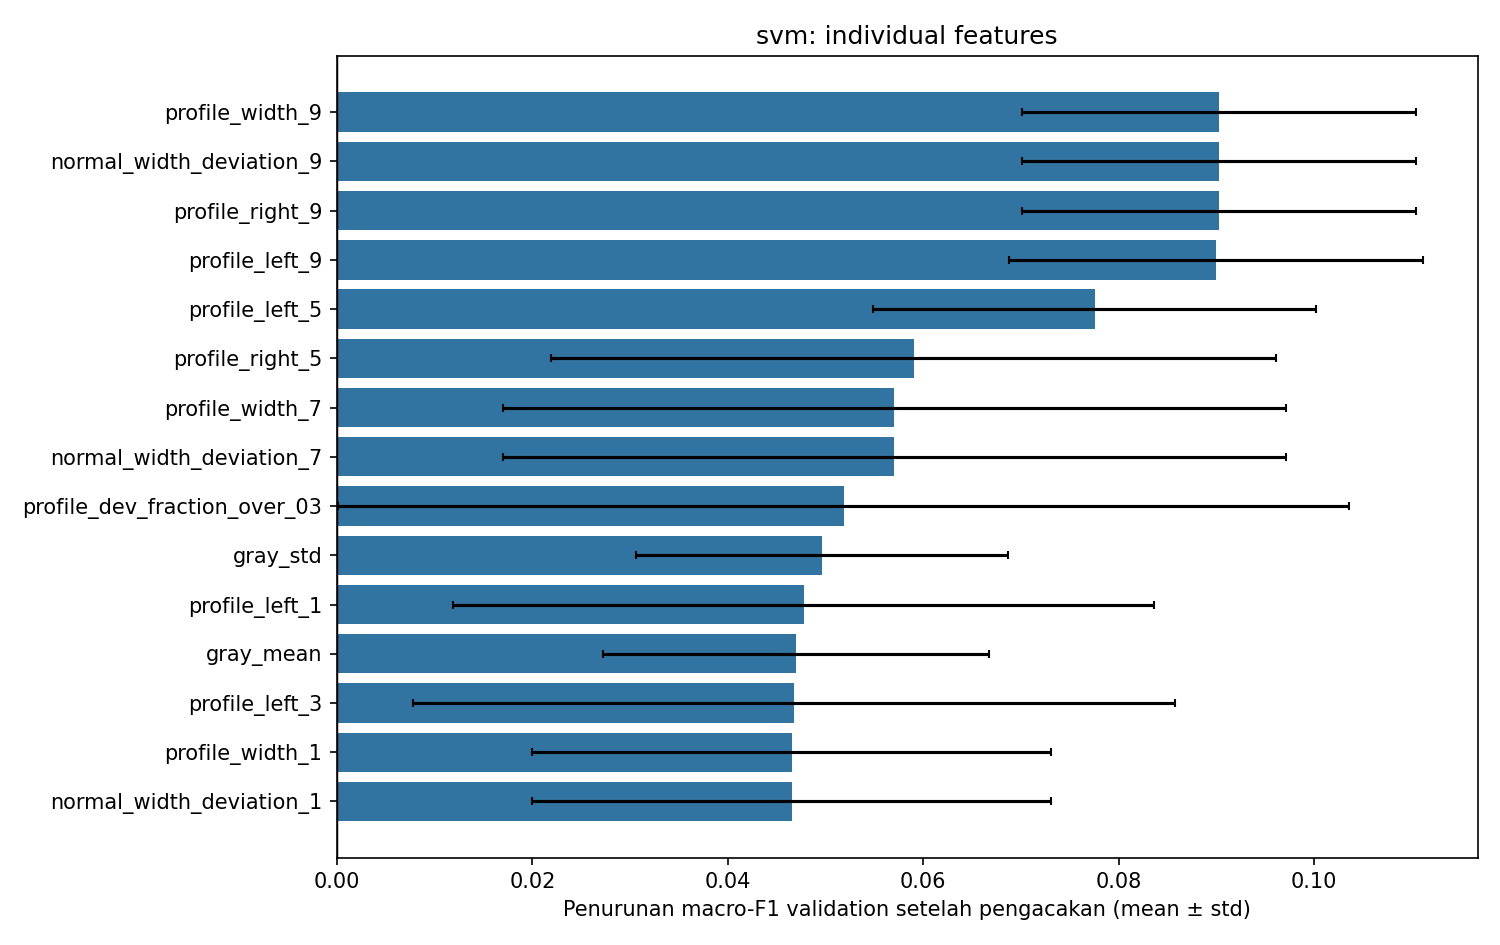 svm: individual features
profile_width_9
normal_width_deviation_9
profile_right_9
profile_left_9
profile_left_5
profile_right_5
profile_width_7
normal_width_deviation_7
profile_dev_fraction_over_03
gray_std
profile_left_1
gray_mean
profile_left_3
profile_width_1
normal_width_deviation_1
0.00 0.02 0.04 0.06 0.08 0.10
Penurunan macro-F1 validation setelah pengacakan (mean ± std)